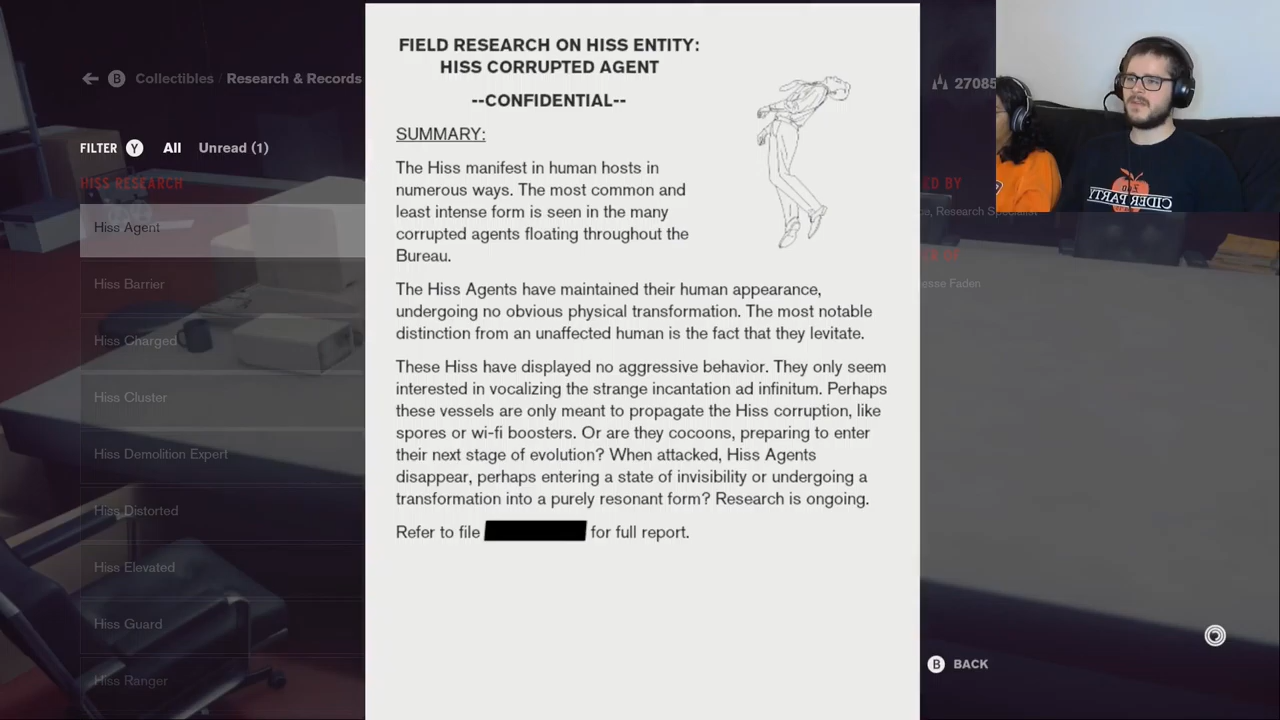 FIELD RESEARCH ON HISS ENTITY:
HISS CORRUPTED AGENT
--CONFIDENTIAL--
SUMMARY:
The Hiss manifest in human hosts in
numerous ways. The most common and
least intense form is seen in the many
corrupted agents floating throughout the
Bureau.
The Hiss Agents have maintained their human appearance,
undergoing no obvious physical transformation. The most notable
distinction from an unaffected human is the fact that they levitate.
These Hiss have displayed no aggressive behavior. They only seem
interested in vocalizing the strange incantation ad infinitum. Perhaps
these vessels are only meant to propagate the Hiss corruption, like
spores or wi-fi boosters. Or are they cocoons, preparing to enter
their next stage of evolution? When attacked, Hiss Agents
disappear, perhaps entering a state of invisibility or undergoing a
transformation into a purely resonant form? Research is ongoing.
Refer to file for full report.
B Collectibles / Research & Records
FILTER Y All Unread (1)
HISS RESEARCH
Hiss Agent
Hiss Barrier
Hiss Charged
Hiss Cluster
Hiss Demolition Expert
Hiss Distorted
Hiss Elevated
Hiss Guard
Hiss Ranger
27085
ED BY
ce, Research Specialist
R OF
Jesse Faden
CIDER PARTY
B BACK